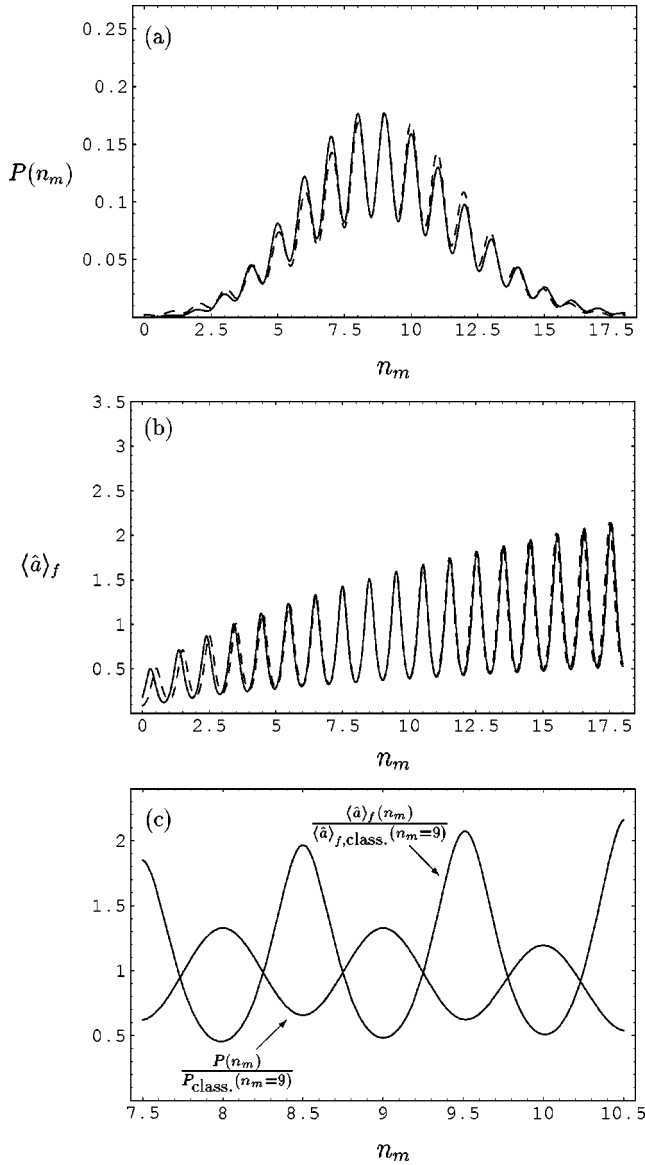 (a)
0.25
0.2
0.15
0.1
0.05
P(n_m)
0 2.5 5 7.5 10 12.5 15 17.5
n_m
(b)
3.5
3
2.5
2
1.5
1
0.5
⟨â⟩_f
0 2.5 5 7.5 10 12.5 15 17.5
n_m
(c)
2
1.5
1
0.5
⟨â⟩_f(n_m)
⟨â⟩_f,class.(n_m=9)
P(n_m)
P_class.(n_m=9)
7.5 8 8.5 9 9.5 10 10.5
n_m